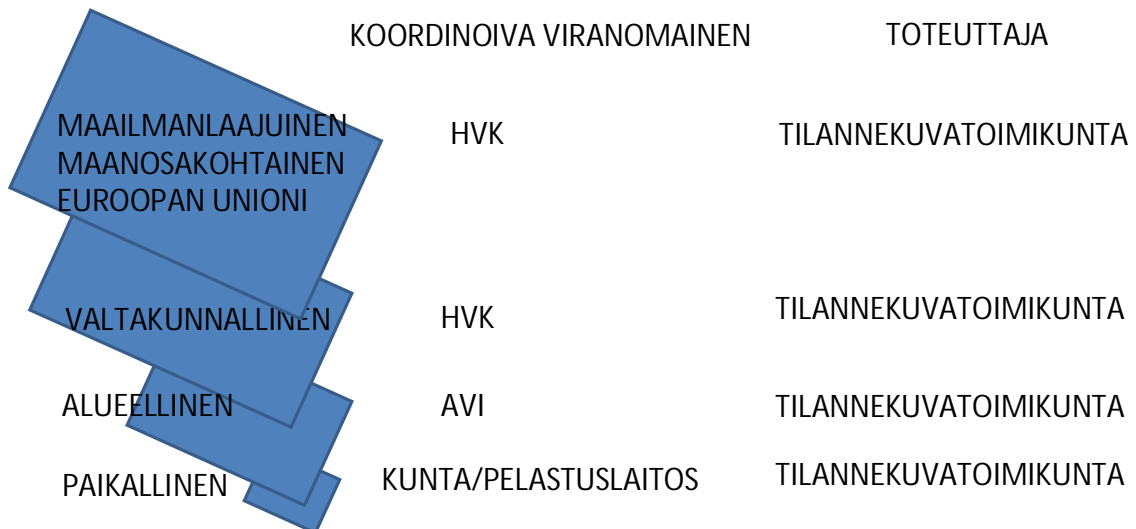 KOORDINOIVA VIRANOMAINEN TOTEUTTAJA
MAAILMANLAAJUINEN HVK TILANNEKUVATOIMIKUNTA
MAANOSAKOHTAINEN
EUROOPAN UNIONI
VALTAKUNNALLINEN HVK TILANNEKUVATOIMIKUNTA
ALUEELLINEN AVI TILANNEKUVATOIMIKUNTA
PAIKALLINEN KUNTA/PELASTUSLAITOS TILANNEKUVATOIMIKUNTA